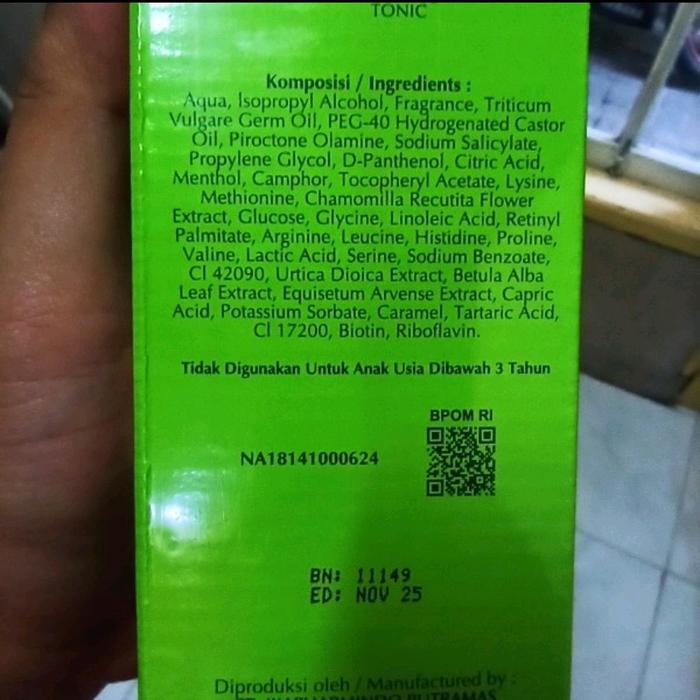 TONIC
Komposisi / Ingredients :
Aqua, Isopropyl Alcohol, Fragrance, Triticum
Vulgare Germ Oil, PEG-40 Hydrogenated Castor
Oil, Piroctone Olamine, Sodium Salicylate,
Propylene Glycol, D-Panthenol, Citric Acid,
Menthol, Camphor, Tocopheryl Acetate, Lysine,
Methionine, Chamomilla Recutita Flower
Extract, Glucose, Glycine, Linoleic Acid, Retinyl
Palmitate, Arginine, Leucine, Histidine, Proline,
Valine, Lactic Acid, Serine, Sodium Benzoate,
CI 42090, Urtica Dioica Extract, Betula Alba
Leaf Extract, Equisetum Arvense Extract, Capric
Acid, Potassium Sorbate, Caramel, Tartaric Acid,
CI 17200, Biotin, Riboflavin.
Tidak Digunakan Untuk Anak Usia Dibawah 3 Tahun
BPOM RI
NA18141000624
BN: 11149
ED: NOV 25
Diproduksi oleh / Manufactured by :